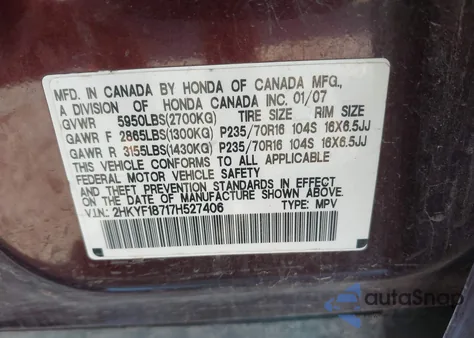 MFD. IN CANADA BY HONDA OF CANADA MFG.,
A DIVISION OF HONDA CANADA INC. 01/07
GVWR 5950LBS(2700KG) TIRE SIZE RIM SIZE
GAWR F 2865LBS(1300KG) P235/70R16 104S 16X6.5JJ
GAWR R 3155LBS(1430KG) P235/70R16 104S 16X6.5JJ
THIS VEHICLE CONFORMS TO ALL APPLICABLE
FEDERAL MOTOR VEHICLE SAFETY STANDARDS IN EFFECT
ON THE DATE OF MANUFACTURE SHOWN ABOVE.
V.I.N.: 2HKYF18717H527406 TYPE: MPV
autoSnap